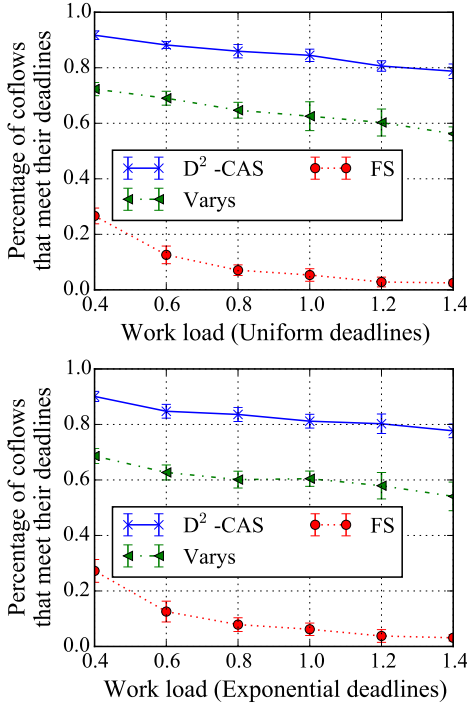 1.0
0.8
0.6
0.4
0.2
0.0
Percentage of coflows
that meet their deadlines
D² -CAS
FS
Varys
0.4 0.6 0.8 1.0 1.2 1.4
Work load (Uniform deadlines)
1.0
0.8
0.6
0.4
0.2
0.0
Percentage of coflows
that meet their deadlines
D² -CAS
FS
Varys
0.4 0.6 0.8 1.0 1.2 1.4
Work load (Exponential deadlines)